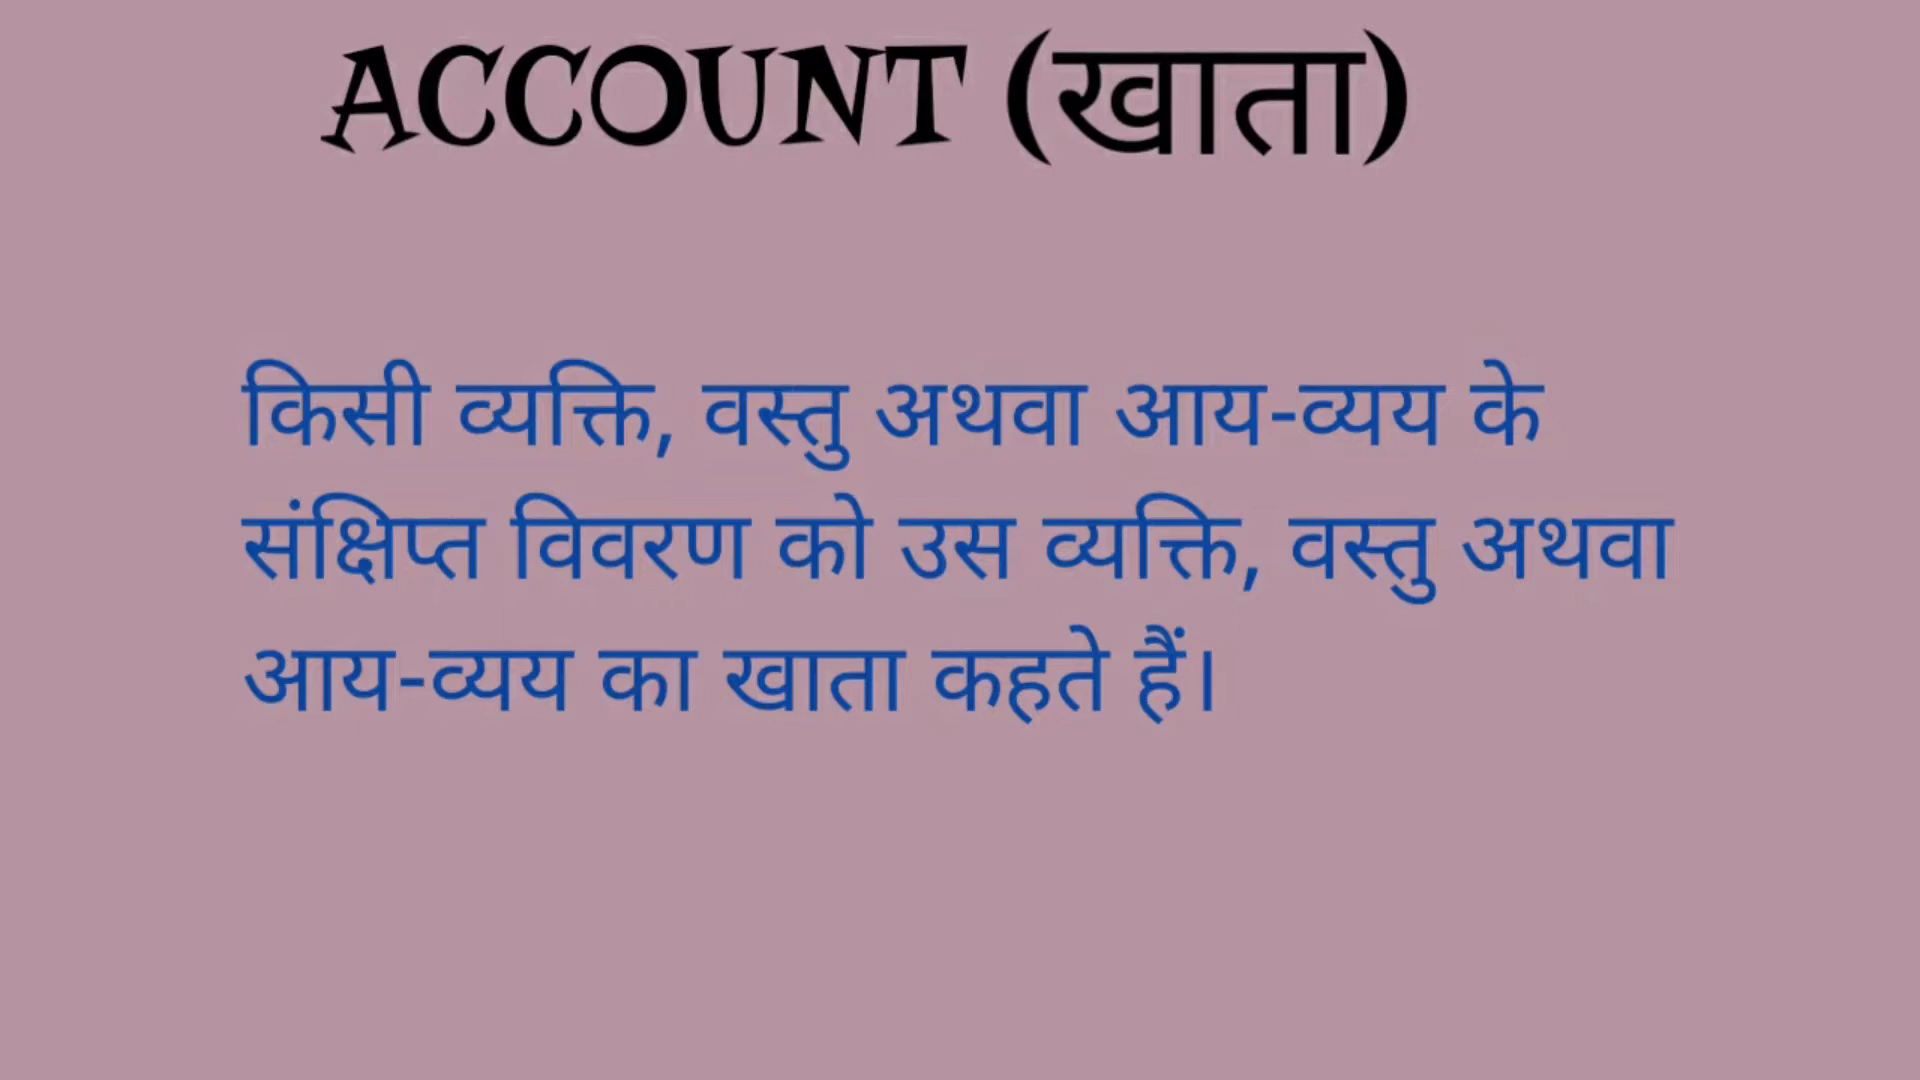 ACCOUNT (खाता)
किसी व्यक्ति, वस्तु अथवा आय-व्यय के
संक्षिप्त विवरण को उस व्यक्ति, वस्तु अथवा
आय-व्यय का खाता कहते हैं।